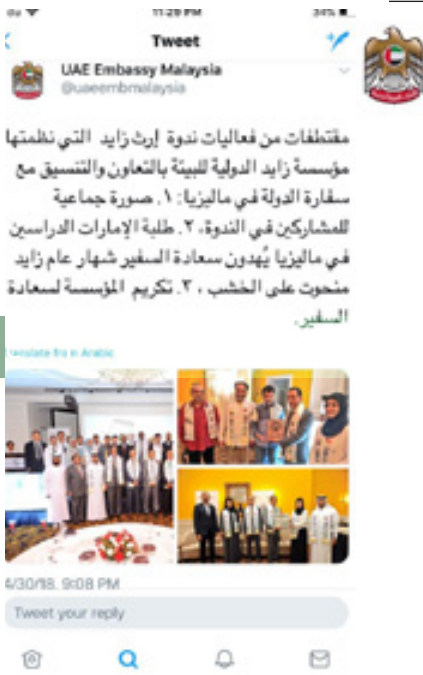 11:29 PM
Tweet
UAE Embassy Malaysia
@uaeembmalaysia
مقتطفات من فعاليات ندوة إرث زايد التي نظمتها
مؤسسة زايد الدولية للبيئة بالتعاون والتنسيق مع
سفارة الدولة في ماليزيا: ١. صورة جماعية
للمشاركين في الندوة، ٢. طلبة الإمارات الدراسين
في ماليزيا يُهدون سعادة السفير شهار عام زايد
منحوت على الخشب ، ٣. تكريم المؤسسة لسعادة
السفير.
Translate from Arabic
4/30/18, 9:08 PM
Tweet your reply